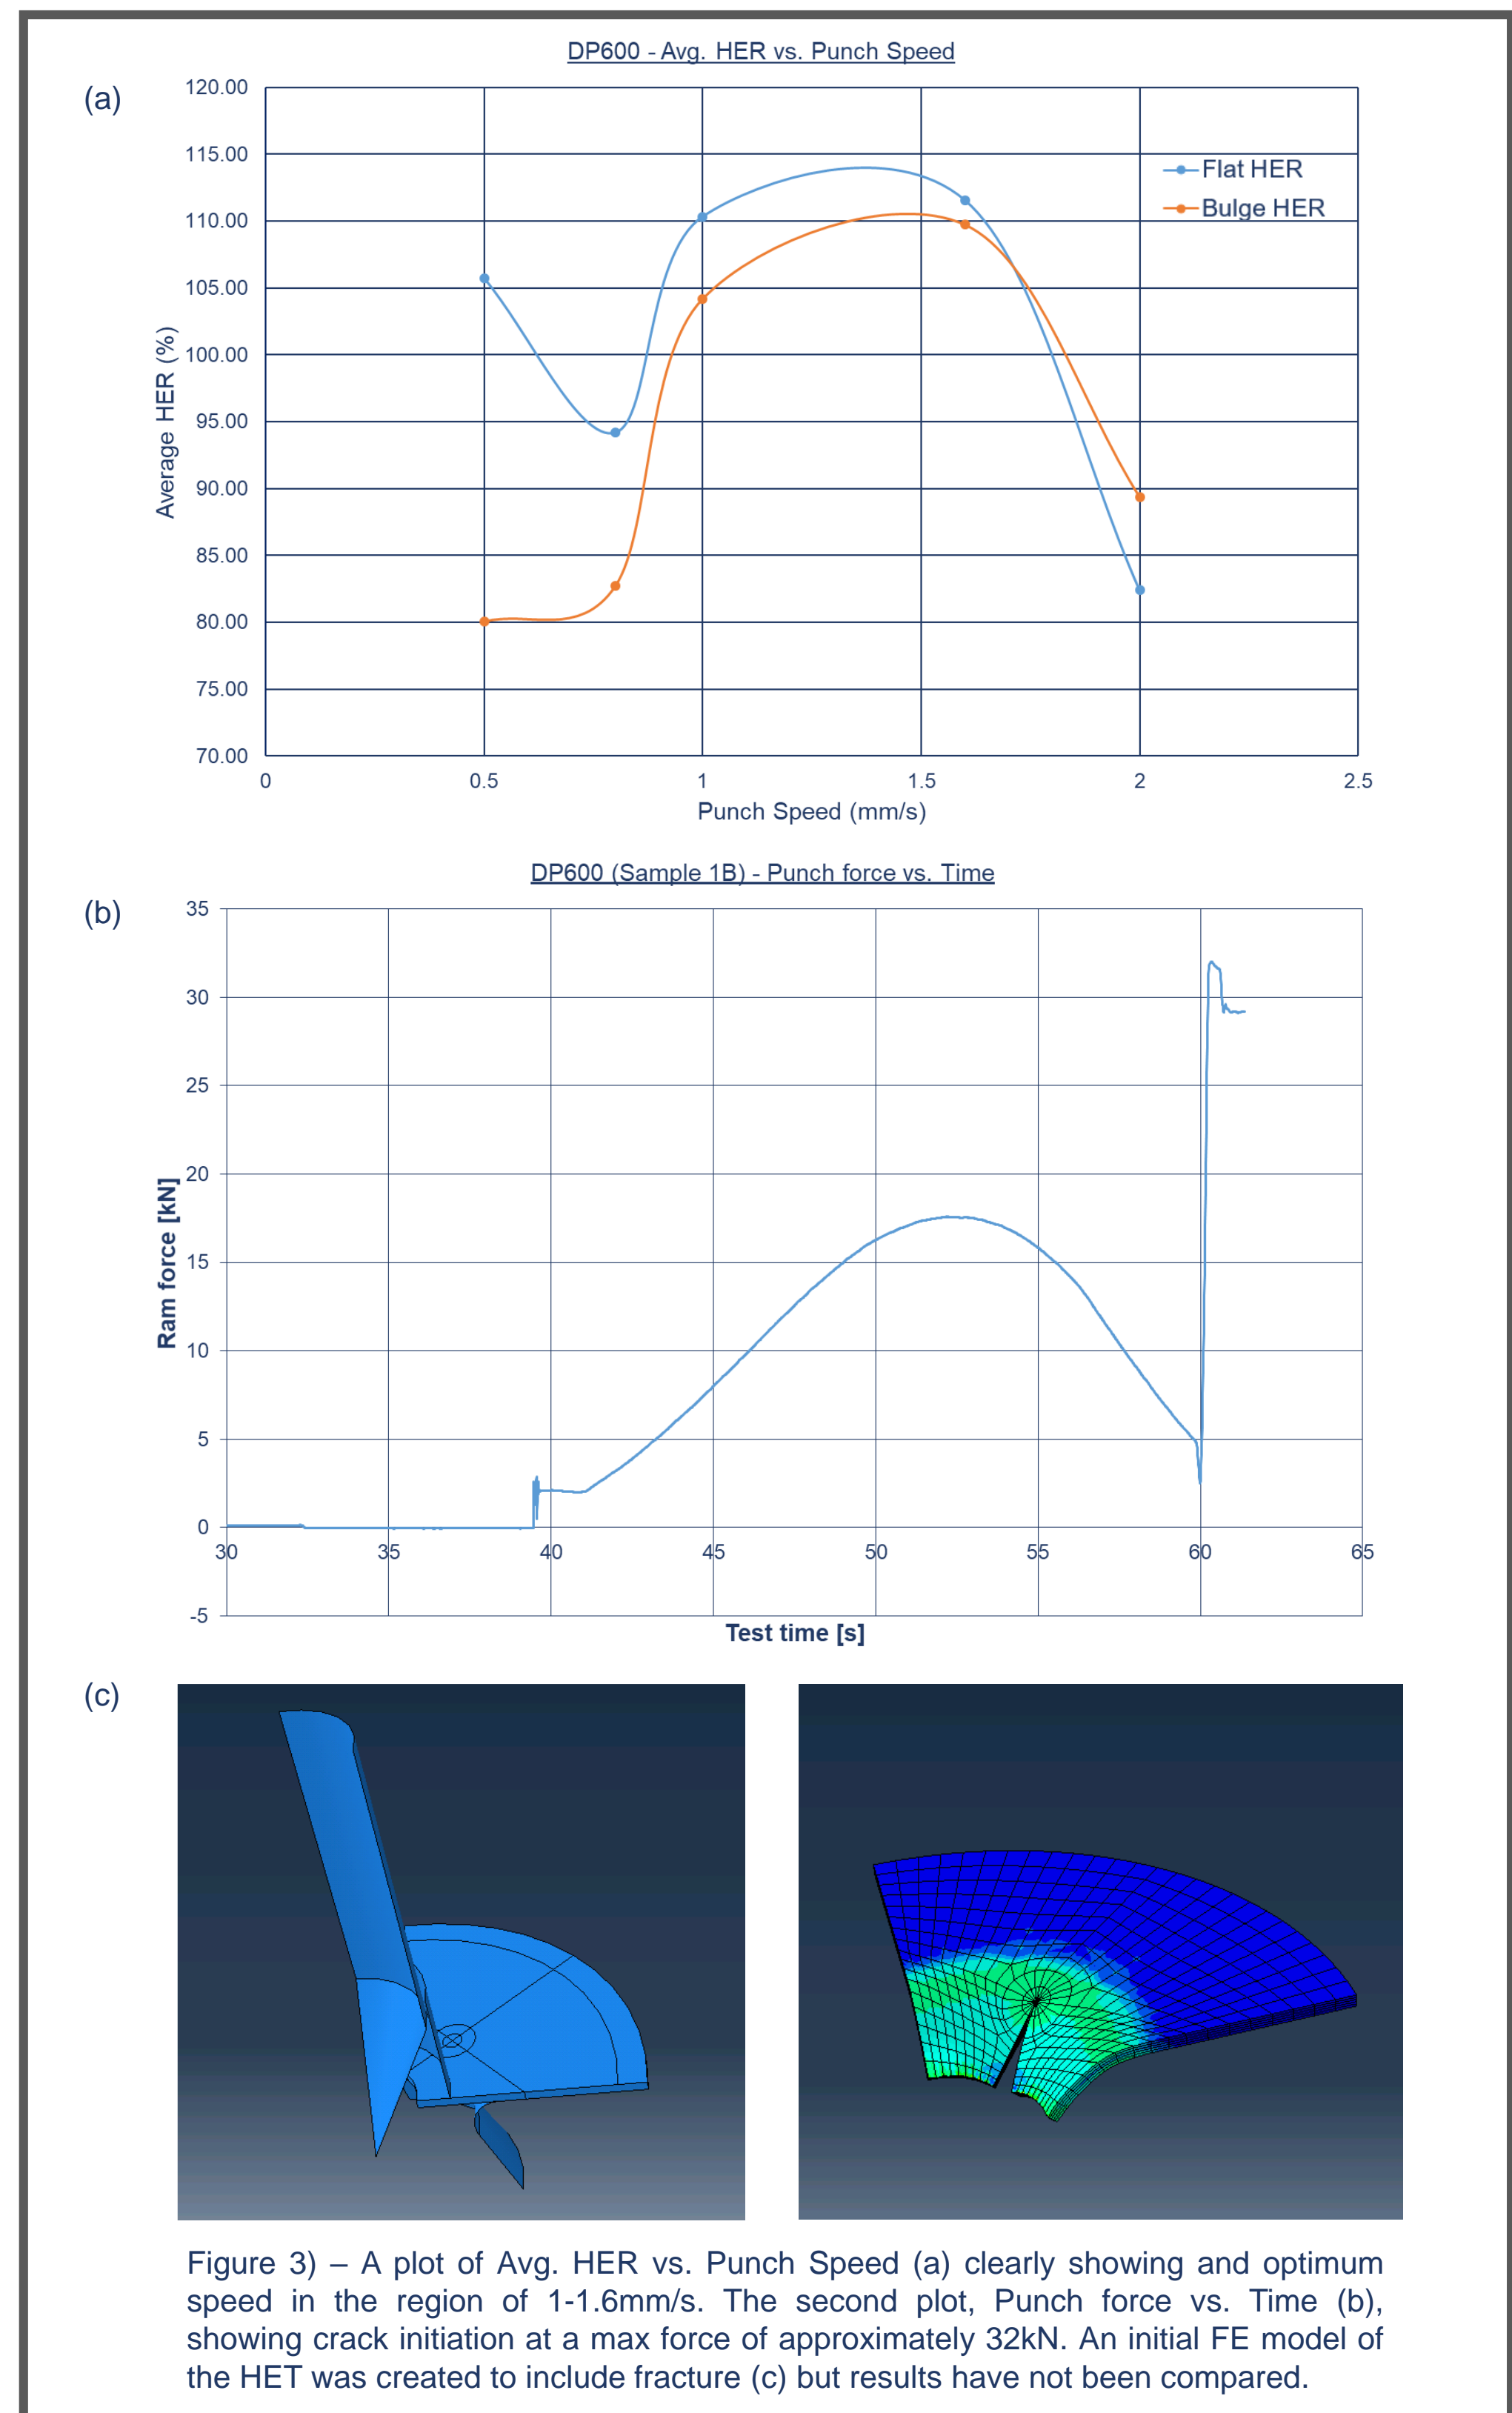 DP600 - Avg. HER vs. Punch Speed
(a)
120.00
115.00
110.00
105.00
100.00
95.00
90.00
85.00
80.00
75.00
70.00
Average HER (%)
Flat HER
Bulge HER
0 0.5 1 1.5 2 2.5
Punch Speed (mm/s)
DP600 (Sample 1B) - Punch force vs. Time
(b)
35
30
25
20
15
10
5
0
-5
Ram force [kN]
30 35 40 45 50 55 60 65
Test time [s]
(c)
Figure 3) – A plot of Avg. HER vs. Punch Speed (a) clearly showing and optimum
speed in the region of 1-1.6mm/s. The second plot, Punch force vs. Time (b),
showing crack initiation at a max force of approximately 32kN. An initial FE model of
the HET was created to include fracture (c) but results have not been compared.